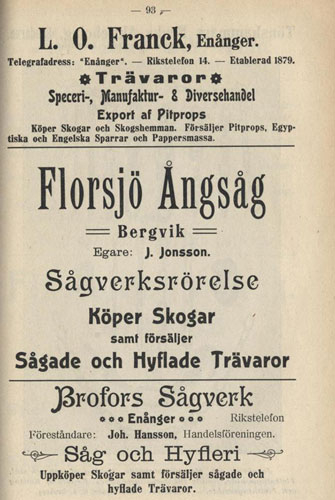 — 93 —
L. O. Franck, Enånger.
Telegrafadress: "Enånger". — Rikstelefon 14. — Etablerad 1879.
Trävaror
Speceri-, Manufaktur- & Diversehandel
Export af Pitprops
Köper Skogar och Skogshemman. Försäljer Pitprops, Egyp-
tiska och Engelska Sparrar och Pappersmassa.
Florsjö Ångsåg
Bergvik
Egare: J. Jonsson.
Sågverksrörelse
Köper Skogar
samt försäljer
Sågade och Hyflade Trävaror
Brofors Sågverk
Enånger Rikstelefon
Föreståndare: Joh. Hansson, Handelsföreningen.
Såg och Hyfleri
Uppköper Skogar samt försäljer sågade och
hyflade Trävaror.